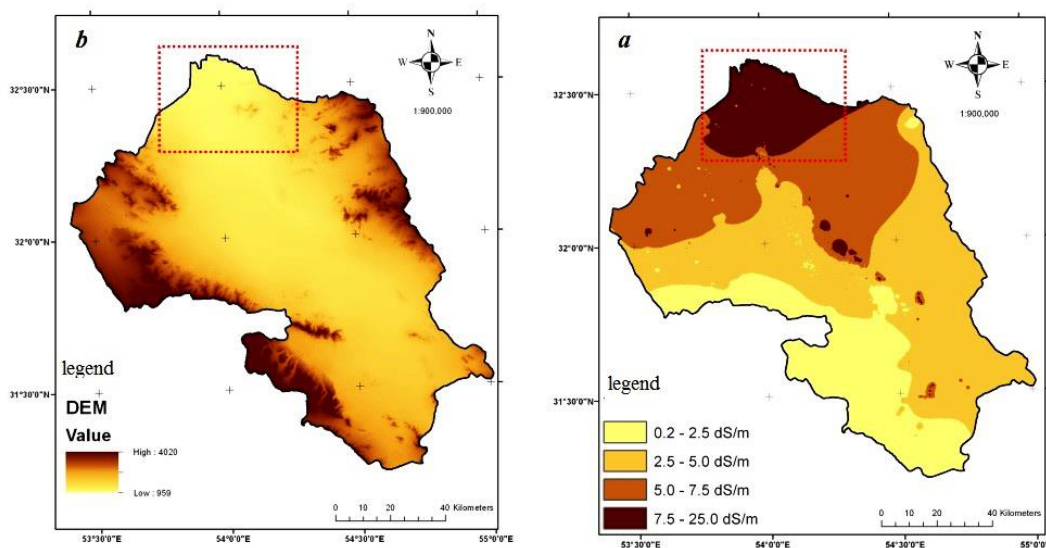 b
N
W E
S
1:900,000
32°30'0"N
32°0'0"N
31°30'0"N
legend
DEM
Value
High : 4020
Low : 959
0 10 20 40 Kilometers
53°30'0"E 54°0'0"E 54°30'0"E 55°0'0"E
a
N
W E
S
1:900,000
32°30'0"N
32°0'0"N
31°30'0"N
legend
0.2 - 2.5 dS/m
2.5 - 5.0 dS/m
5.0 - 7.5 dS/m
7.5 - 25.0 dS/m
0 10 20 40 Kilometers
53°30'0"E 54°0'0"E 54°30'0"E 55°0'0"E